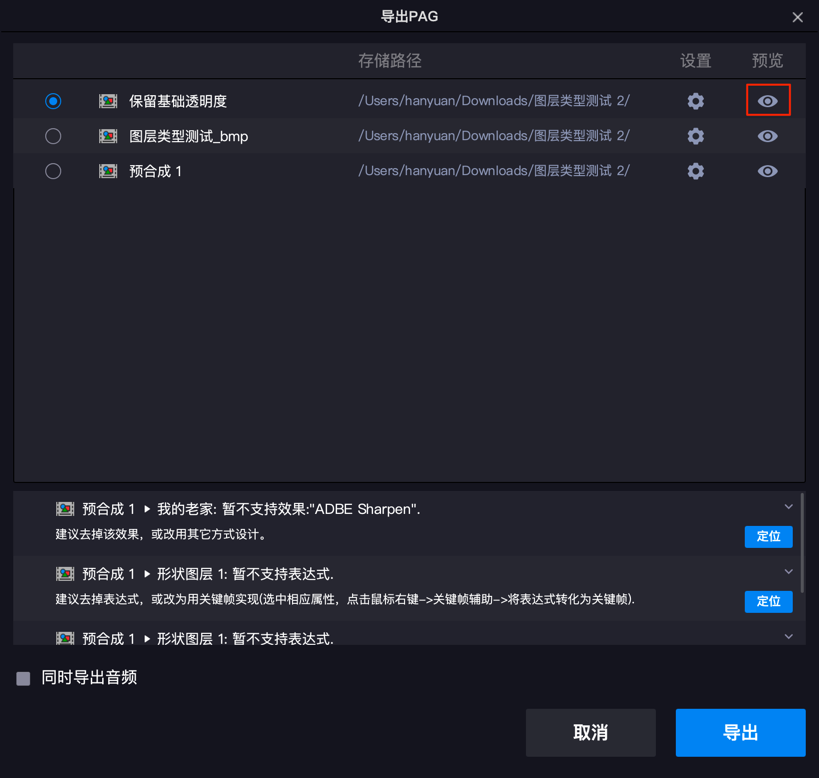 导出PAG
存储路径 设置 预览
保留基础透明度 /Users/hanyuan/Downloads/图层类型测试 2/
图层类型测试_bmp /Users/hanyuan/Downloads/图层类型测试 2/
预合成 1 /Users/hanyuan/Downloads/图层类型测试 2/
预合成 1 ▶ 我的老家: 暂不支持效果:"ADBE Sharpen".
建议去掉该效果，或改用其它方式设计。
定位
预合成 1 ▶ 形状图层 1: 暂不支持表达式.
建议去掉表达式，或改为用关键帧实现(选中相应属性，点击鼠标右键->关键帧辅助->将表达式转化为关键帧).
定位
预合成 1 ▶ 形状图层 1: 暂不支持表达式.
同时导出音频
取消 导出